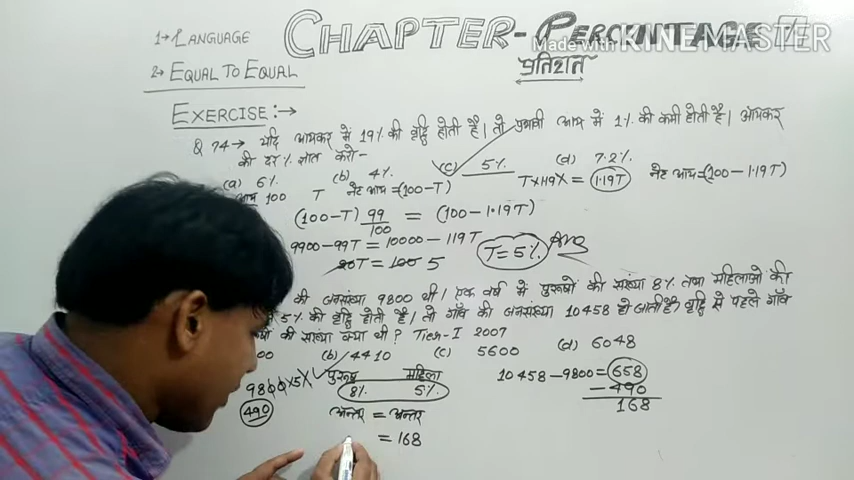 1→ LANGUAGE
2→ EQUAL TO EQUAL
CHAPTER- PERCINTAGE 7
Made with KINEMASTER
प्रतिशत
EXERCISE:→
Q 74→ यदि आयकर में 19% की वृद्धि होती है। तो प्रभावी आय में 1% की कमी होती है। आयकर
की दर % ज्ञात करो-
(a) 6% (b) 4% (c) 5% (d) 7.2%
100 T नेट आय =(100-T) T×119% = 1.19T नेट आय=(100-1.19T)
(100-T) 99/100 = (100-1.19T)
9900-99T = 10000-119T T=5% Ans
20T = 100 5
की जनसंख्या 9800 थी। एक वर्ष में पुरूषो की संख्या 8% तथा महिलाओ की
5% की वृद्धि होती है। तो गाँव की जनसंख्या 10458 हो जाती है। वृद्धि से पहले गाँव
की संख्या क्या थी? Tier-I 2007
00 (b) 4410 (c) 5600 (d) 6048
9800×5% पुरूष महिला 10458-9800=658
490 8% 5% -490
अन्तर = अन्तर 168
= 168